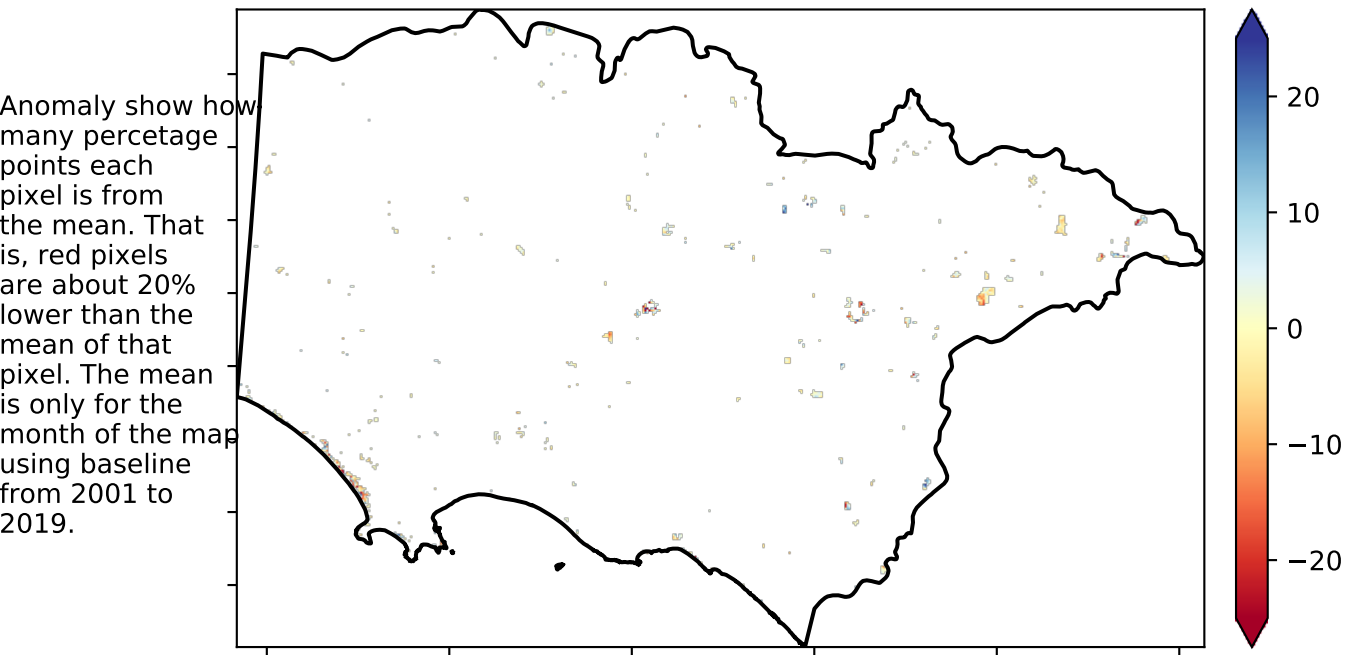 Anomaly show how
many percetage
points each
pixel is from
the mean. That
is, red pixels
are about 20%
lower than the
mean of that
pixel. The mean
is only for the
month of the map
using baseline
from 2001 to
2019.
20
10
0
−10
−20